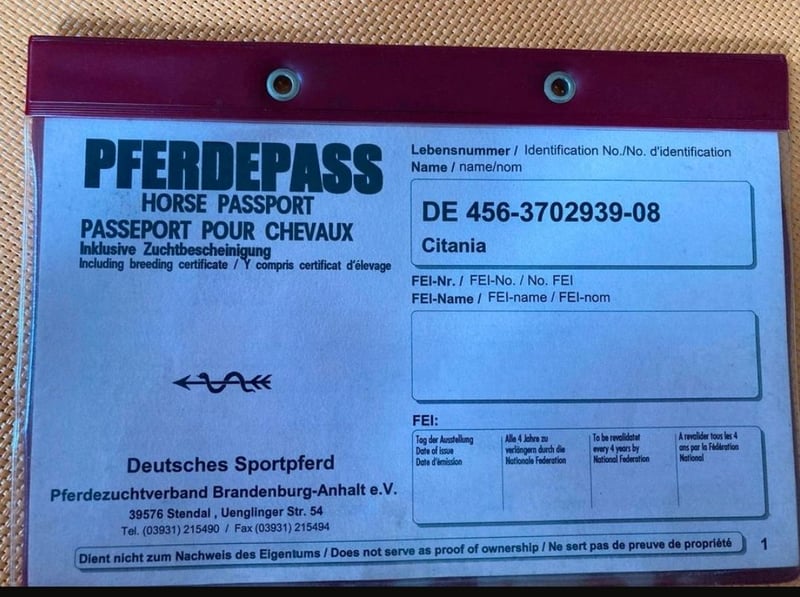 PFERDEPASS
HORSE PASSPORT
PASSEPORT POUR CHEVAUX
Inklusive Zuchtbescheinigung
Including breeding certificate / Y compris certificat d'élevage
Deutsches Sportpferd
Pferdezuchtverband Brandenburg-Anhalt e.V.
39576 Stendal , Uenglinger Str. 54
Tel. (03931) 215490 / Fax (03931) 215494
Lebensnummer / Identification No./No. d'identification
Name / name/nom
DE 456-3702939-08
Citania
FEI-Nr. / FEI-No. / No. FEI
FEI-Name / FEI-name / FEI-nom
FEI:
Tag der Ausstellung
Date of issue
Date d'émission
Alle 4 Jahre zu
verlängern durch die
Nationale Federation
To be revalidatet
every 4 years by
National Federation
A revalider tous les 4
ans par la Fédération
National
Dient nicht zum Nachweis des Eigentums / Does not serve as proof of ownership / Ne sert pas de preuve de propriété
1